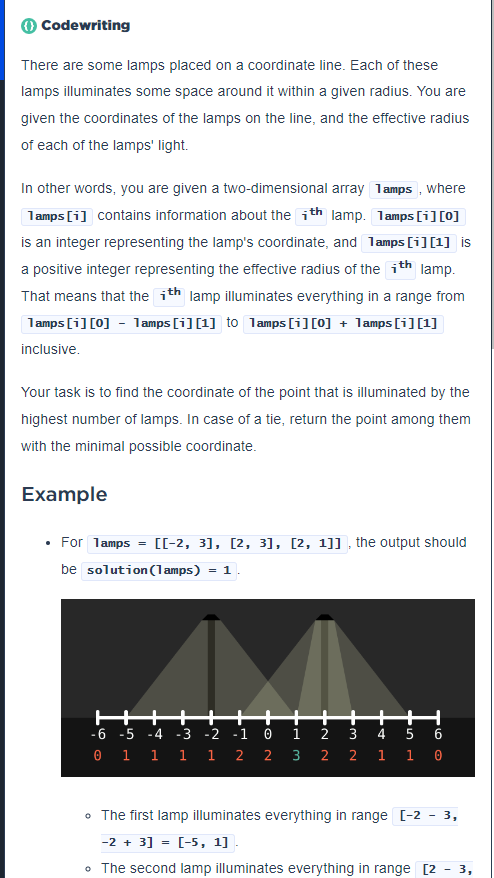 Codewriting
There are some lamps placed on a coordinate line. Each of these
lamps illuminates some space around it within a given radius. You are
given the coordinates of the lamps on the line, and the effective radius
of each of the lamps' light.
In other words, you are given a two-dimensional array lamps , where
lamps[i] contains information about the ith lamp. lamps[i][0]
is an integer representing the lamp's coordinate, and lamps[i][1] is
a positive integer representing the effective radius of the ith lamp.
That means that the ith lamp illuminates everything in a range from
lamps[i][0] - lamps[i][1] to lamps[i][0] + lamps[i][1]
inclusive.
Your task is to find the coordinate of the point that is illuminated by the
highest number of lamps. In case of a tie, return the point among them
with the minimal possible coordinate.
Example
• For lamps = [[-2, 3], [2, 3], [2, 1]] , the output should
be solution(lamps) = 1 .
-6 -5 -4 -3 -2 -1 0 1 2 3 4 5 6
0 1 1 1 1 2 2 3 2 2 1 1 0
◦ The first lamp illuminates everything in range [-2 - 3,
-2 + 3] = [-5, 1] .
◦ The second lamp illuminates everything in range [2 - 3,